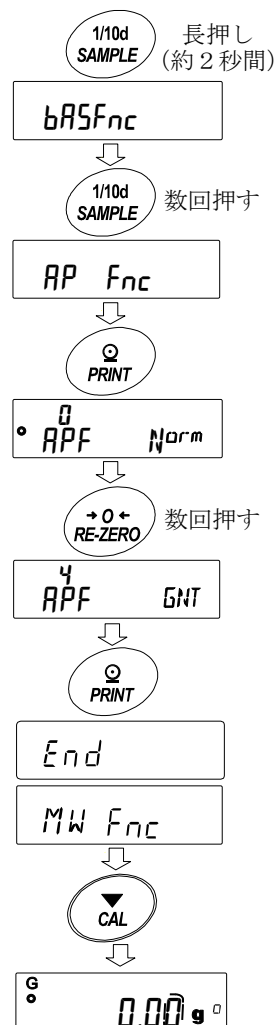 1/10d
SAMPLE
長押し
(約2秒間)
bASFnc
1/10d
SAMPLE
数回押す
AP Fnc
PRINT
0
APF Norm
→0←
RE-ZERO
数回押す
4
APF GNT
PRINT
End
MW Fnc
CAL
G
0.00 g